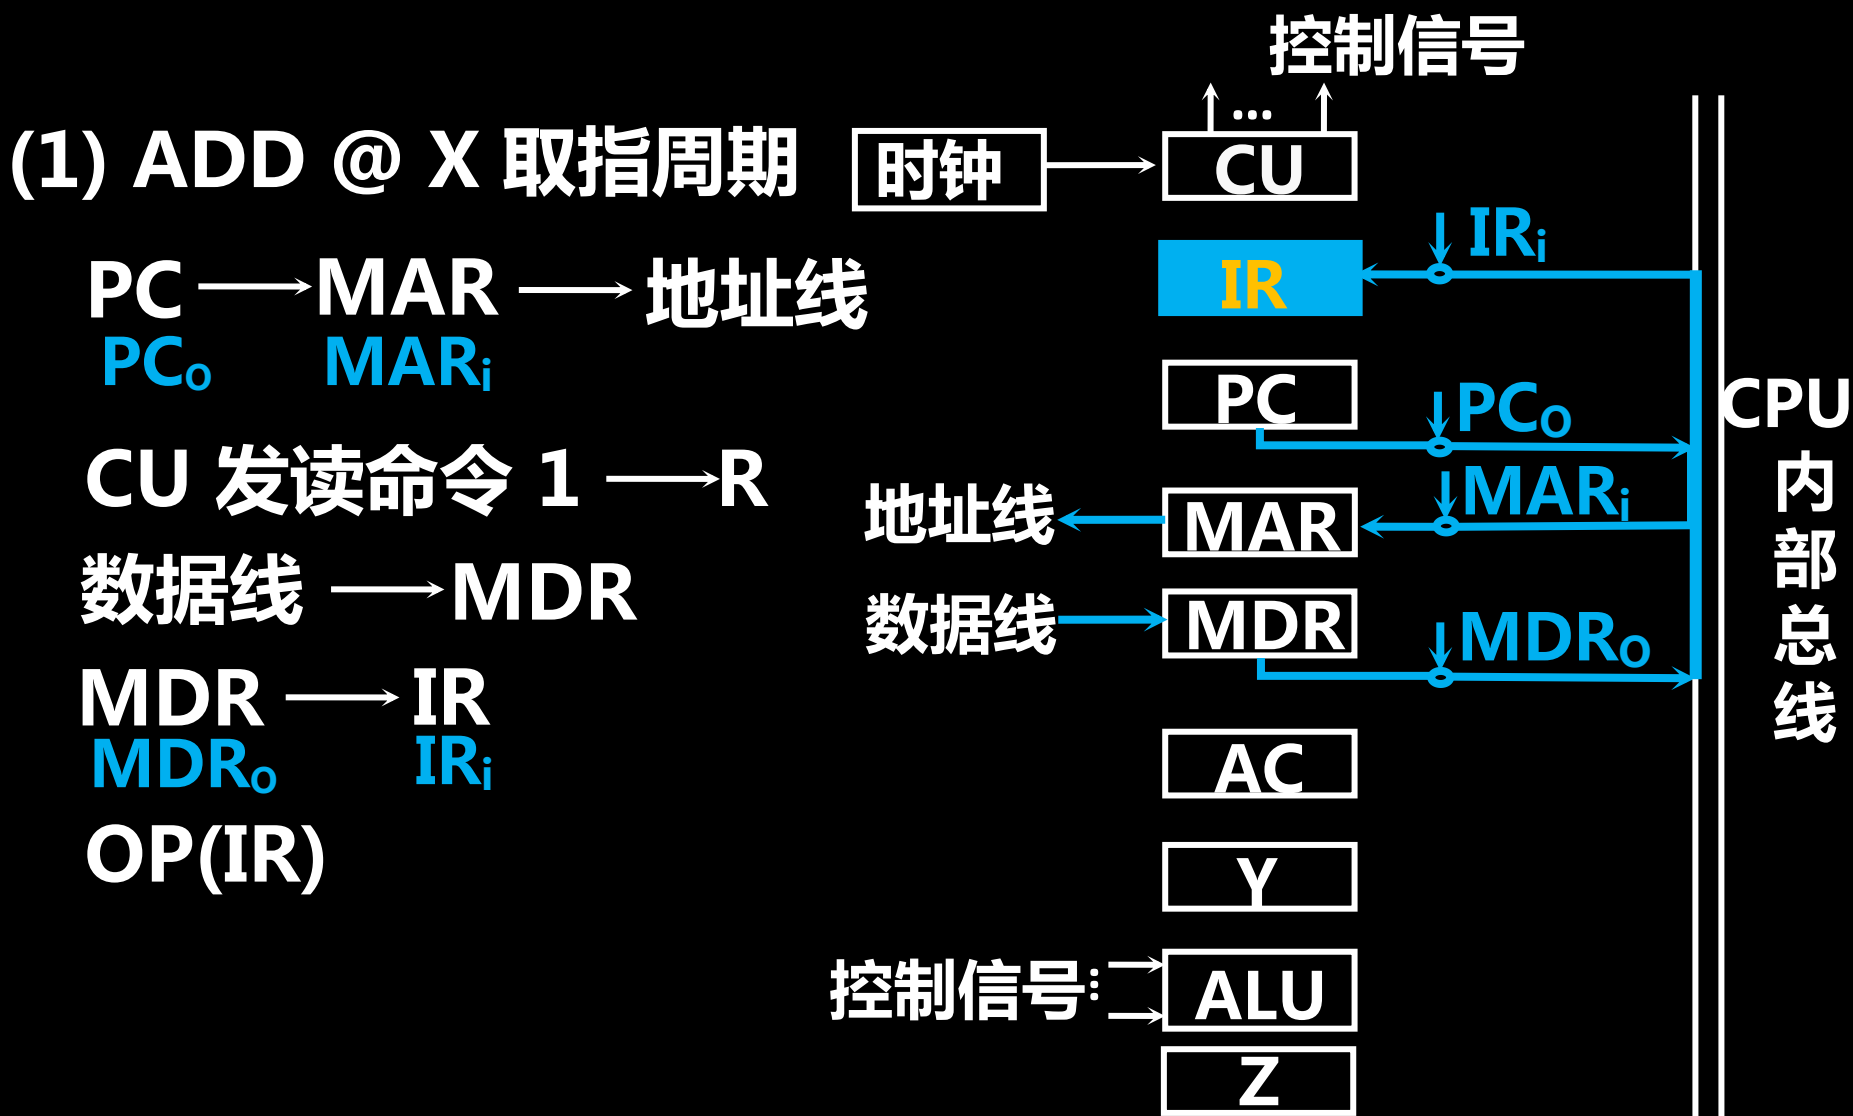 控制信号
...
(1) ADD @ X 取指周期
时钟
CU
PC → MAR → 地址线
PCO MARi
CU 发读命令 1 → R
数据线 → MDR
MDR → IR
MDRO IRi
OP(IR)
IRi
IR
PC
PCO
MARi
地址线
MAR
数据线
MDR
MDRO
AC
Y
控制信号
...
ALU
Z
CPU
内
部
总
线